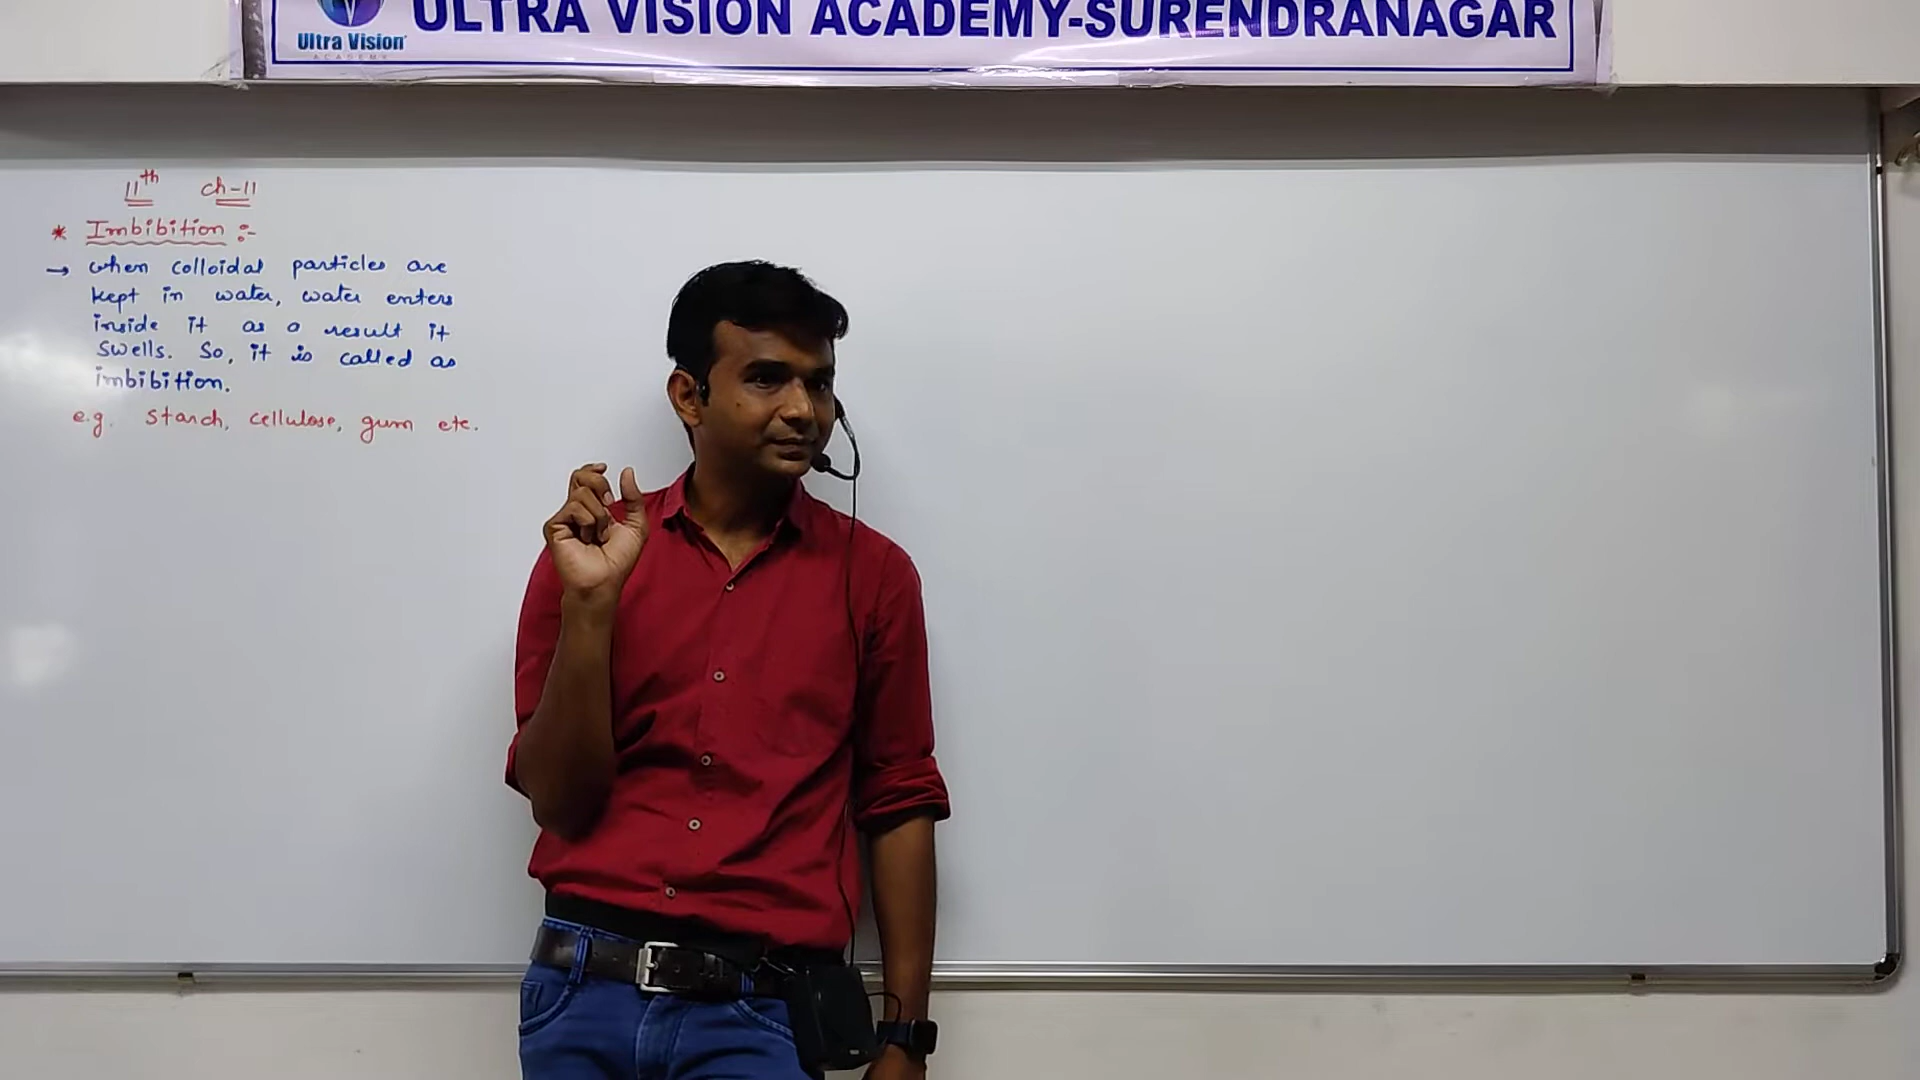 ULTRA VISION ACADEMY-SURENDRANAGAR
Ultra Vision
ACADEMY
11th ch-11
* Imbibition :-
→ when colloidal particles are
kept in water, water enters
inside it as a result it
swells. So, it is called as
imbibition.
e.g. starch, cellulose, gum etc.